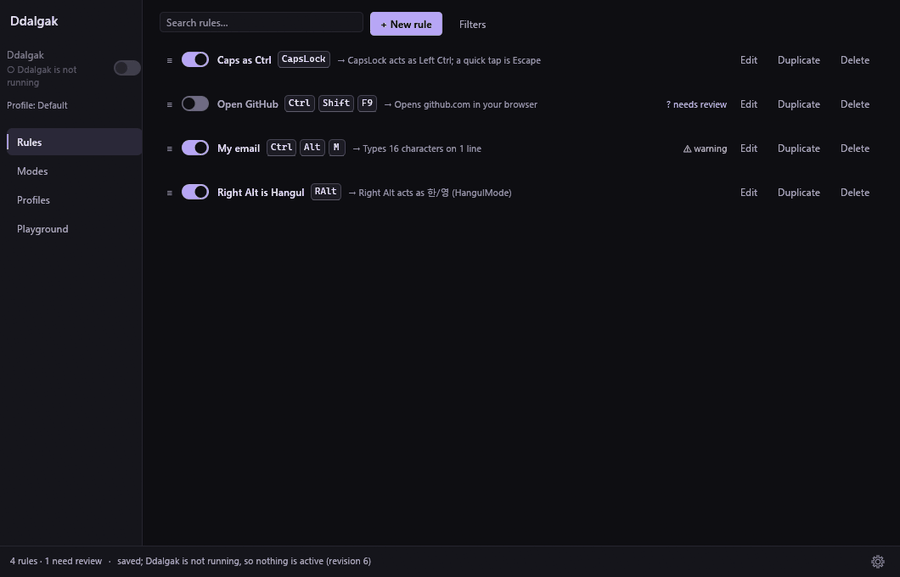 Ddalgak
Search rules...
+ New rule
Filters
Ddalgak
Ddalgak is not
running
Profile: Default
Rules
Modes
Profiles
Playground
≡ Caps as Ctrl CapsLock → CapsLock acts as Left Ctrl; a quick tap is Escape Edit Duplicate Delete
≡ Open GitHub Ctrl Shift F9 → Opens github.com in your browser ? needs review Edit Duplicate Delete
≡ My email Ctrl Alt M → Types 16 characters on 1 line ⚠ warning Edit Duplicate Delete
≡ Right Alt is Hangul RAlt → Right Alt acts as 한/영 (HangulMode) Edit Duplicate Delete
4 rules · 1 need review · saved; Ddalgak is not running, so nothing is active (revision 6)